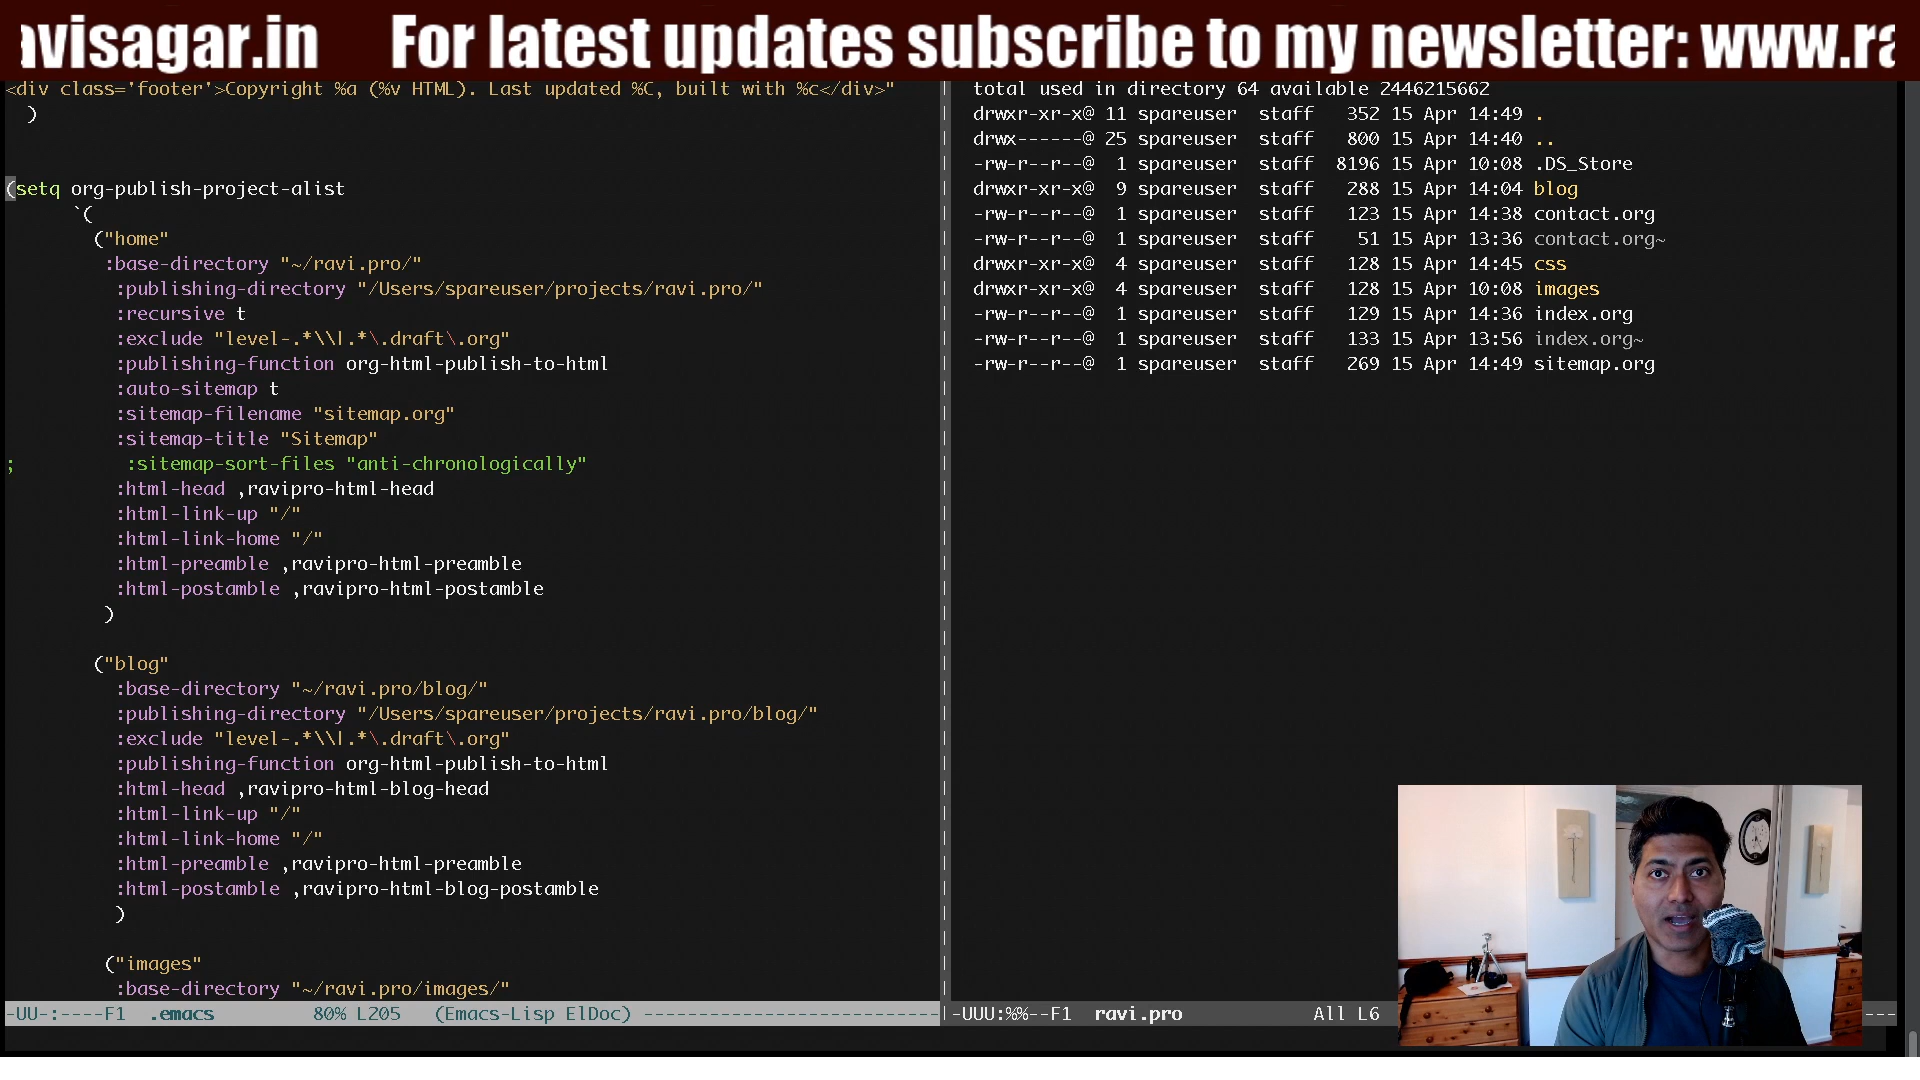 avisagar.in For latest updates subscribe to my newsletter: www.ra
<div class='footer'>Copyright %a (%v HTML). Last updated %C, built with %c</div>"
)
(setq org-publish-project-alist
`(
("home"
:base-directory "~/ravi.pro/"
:publishing-directory "/Users/spareuser/projects/ravi.pro/"
:recursive t
:exclude "level-.*\\|.*\.draft\.org"
:publishing-function org-html-publish-to-html
:auto-sitemap t
:sitemap-filename "sitemap.org"
:sitemap-title "Sitemap"
;          :sitemap-sort-files "anti-chronologically"
:html-head ,ravipro-html-head
:html-link-up "/"
:html-link-home "/"
:html-preamble ,ravipro-html-preamble
:html-postamble ,ravipro-html-postamble
)
("blog"
:base-directory "~/ravi.pro/blog/"
:publishing-directory "/Users/spareuser/projects/ravi.pro/blog/"
:exclude "level-.*\\|.*\.draft\.org"
:publishing-function org-html-publish-to-html
:html-head ,ravipro-html-blog-head
:html-link-up "/"
:html-link-home "/"
:html-preamble ,ravipro-html-preamble
:html-postamble ,ravipro-html-blog-postamble
)
("images"
:base-directory "~/ravi.pro/images/"
-UU-:----F1  .emacs         80% L205   (Emacs-Lisp ElDoc) ---------------------------
total used in directory 64 available 2446215662
drwxr-xr-x@ 11 spareuser  staff   352 15 Apr 14:49 .
drwx------@ 25 spareuser  staff   800 15 Apr 14:40 ..
-rw-r--r--@  1 spareuser  staff  8196 15 Apr 10:08 .DS_Store
drwxr-xr-x@  9 spareuser  staff   288 15 Apr 14:04 blog
-rw-r--r--@  1 spareuser  staff   123 15 Apr 14:38 contact.org
-rw-r--r--@  1 spareuser  staff    51 15 Apr 13:36 contact.org~
drwxr-xr-x@  4 spareuser  staff   128 15 Apr 14:45 css
drwxr-xr-x@  4 spareuser  staff   128 15 Apr 10:08 images
-rw-r--r--@  1 spareuser  staff   129 15 Apr 14:36 index.org
-rw-r--r--@  1 spareuser  staff   133 15 Apr 13:56 index.org~
-rw-r--r--@  1 spareuser  staff   269 15 Apr 14:49 sitemap.org
-UUU:%%--F1  ravi.pro            All L6 ---